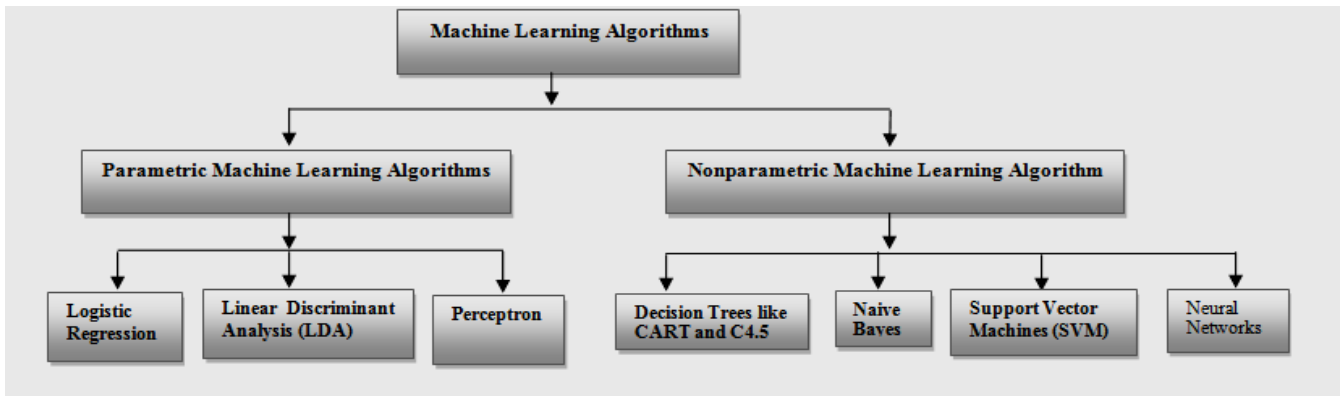 Machine Learning Algorithms
Parametric Machine Learning Algorithms
Nonparametric Machine Learning Algorithm
Logistic
Regression
Linear Discriminant
Analysis (LDA)
Perceptron
Decision Trees like
CART and C4.5
Naive
Baves
Support Vector
Machines (SVM)
Neural
Networks